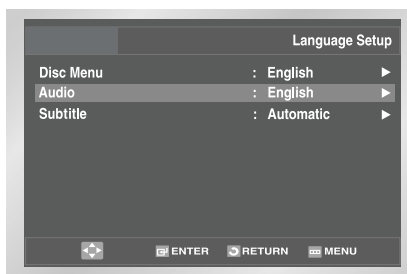 Language Setup
Disc Menu : English ►
Audio : English ►
Subtitle : Automatic ►
ENTER RETURN MENU